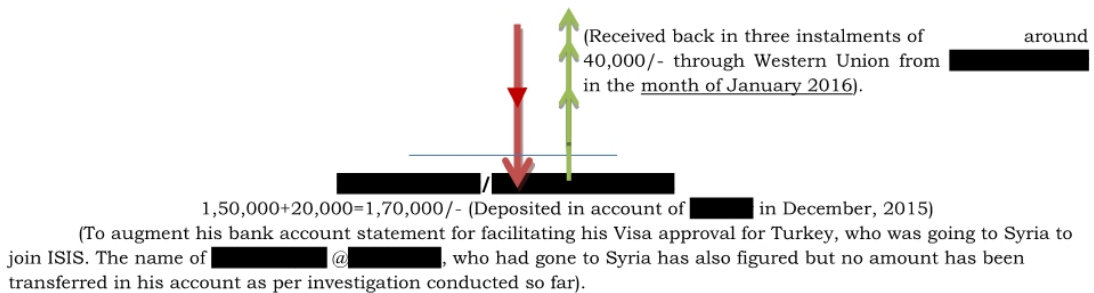 (Received back in three instalments of around
40,000/- through Western Union from
in the month of January 2016).
/
1,50,000+20,000=1,70,000/- (Deposited in account of in December, 2015)
(To augment his bank account statement for facilitating his Visa approval for Turkey, who was going to Syria to
join ISIS. The name of @ , who had gone to Syria has also figured but no amount has been
transferred in his account as per investigation conducted so far).